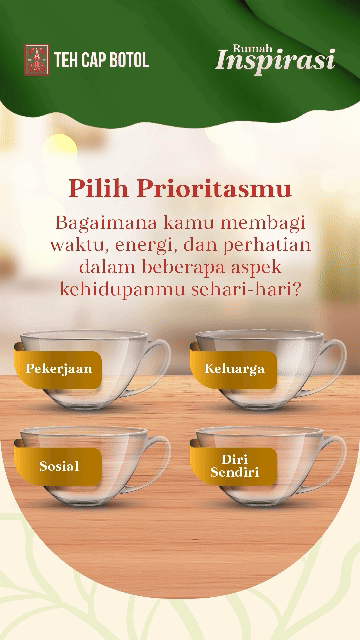 TEH CAP BOTOL
Rumah
Inspirasi
Pilih Prioritasmu
Bagaimana kamu membagi
waktu, energi, dan perhatian
dalam beberapa aspek
kehidupanmu sehari-hari?
Pekerjaan
Keluarga
Sosial
Diri
Sendiri